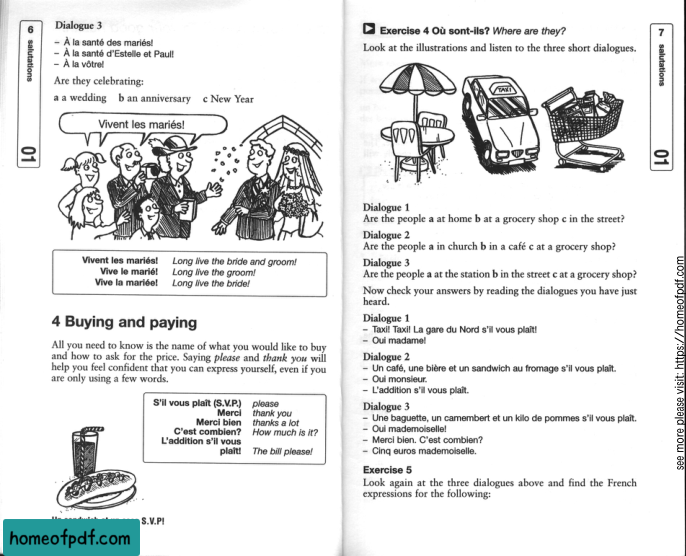 6
salutations
01
Dialogue 3
– À la santé des mariés!
– À la santé d'Estelle et Paul!
– À la vôtre!
Are they celebrating:
a a wedding b an anniversary c New Year
Vivent les mariés!
Vivent les mariés! Long live the bride and groom!
Vive le marié! Long live the groom!
Vive la mariée! Long live the bride!
4 Buying and paying
All you need to know is the name of what you would like to buy
and how to ask for the price. Saying please and thank you will
help you feel confident that you can express yourself, even if you
are only using a few words.
S'il vous plaît (S.V.P.) please
Merci thank you
Merci bien thanks a lot
C'est combien? How much is it?
L'addition s'il vous
plaît! The bill please!
S.V.P!
homeofpdf.com
Exercise 4 Où sont-ils? Where are they?
Look at the illustrations and listen to the three short dialogues.
TAXI
Dialogue 1
Are the people a at home b at a grocery shop c in the street?
Dialogue 2
Are the people a in church b in a café c at a grocery shop?
Dialogue 3
Are the people a at the station b in the street c at a grocery shop?
Now check your answers by reading the dialogues you have just
heard.
Dialogue 1
– Taxi! Taxi! La gare du Nord s'il vous plaît!
– Oui madame!
Dialogue 2
– Un café, une bière et un sandwich au fromage s'il vous plaît.
– Oui monsieur.
– L'addition s'il vous plaît.
Dialogue 3
– Une baguette, un camembert et un kilo de pommes s'il vous plaît.
– Oui mademoiselle!
– Merci bien. C'est combien?
– Cinq euros mademoiselle.
Exercise 5
Look again at the three dialogues above and find the French
expressions for the following:
7
salutations
01
see more please visit: https://homeofpdf.com